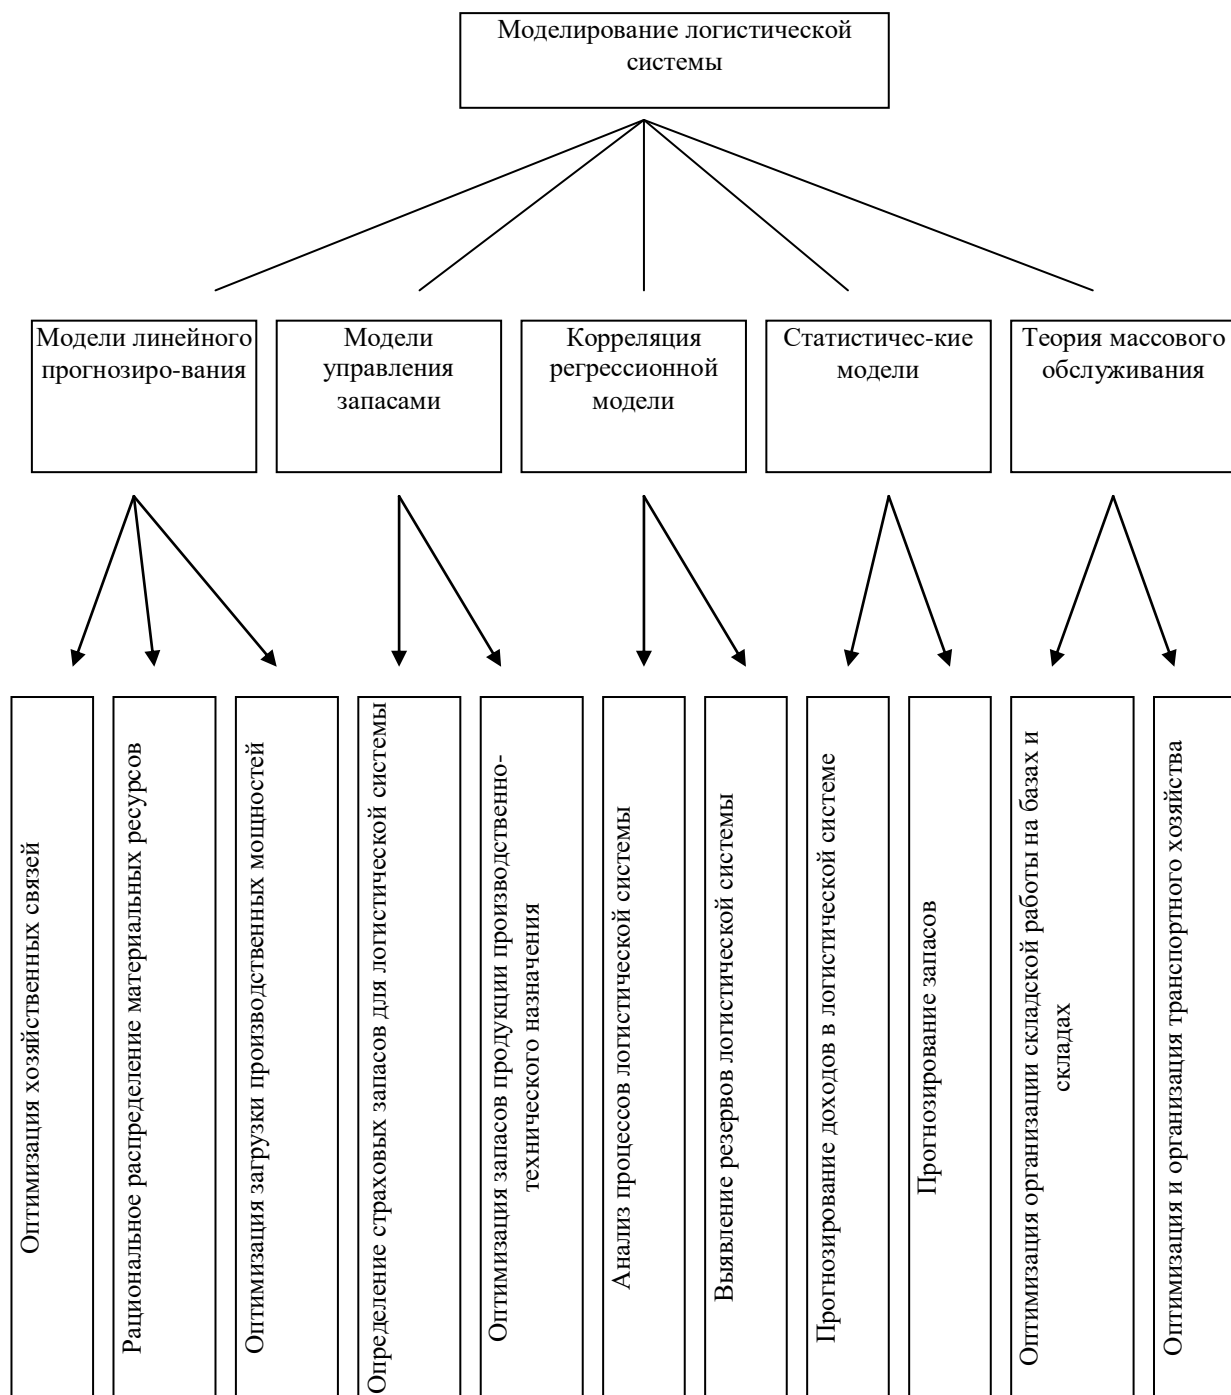 Моделирование логистической
системы
Модели линейного
прогнозиро-вания
Модели
управления
запасами
Корреляция
регрессионной
модели
Статистичес-кие
модели
Теория массового
обслуживания
Оптимизация хозяйственных связей
Рациональное распределение материальных ресурсов
Оптимизация загрузки производственных мощностей
Определение страховых запасов для логистической системы
Оптимизация запасов продукции производственно-
технического назначения
Анализ процессов логистической системы
Выявление резервов логистической системы
Прогнозирование доходов в логистической системе
Прогнозирование запасов
Оптимизация организации складской работы на базах и
складах
Оптимизация и организация транспортного хозяйства